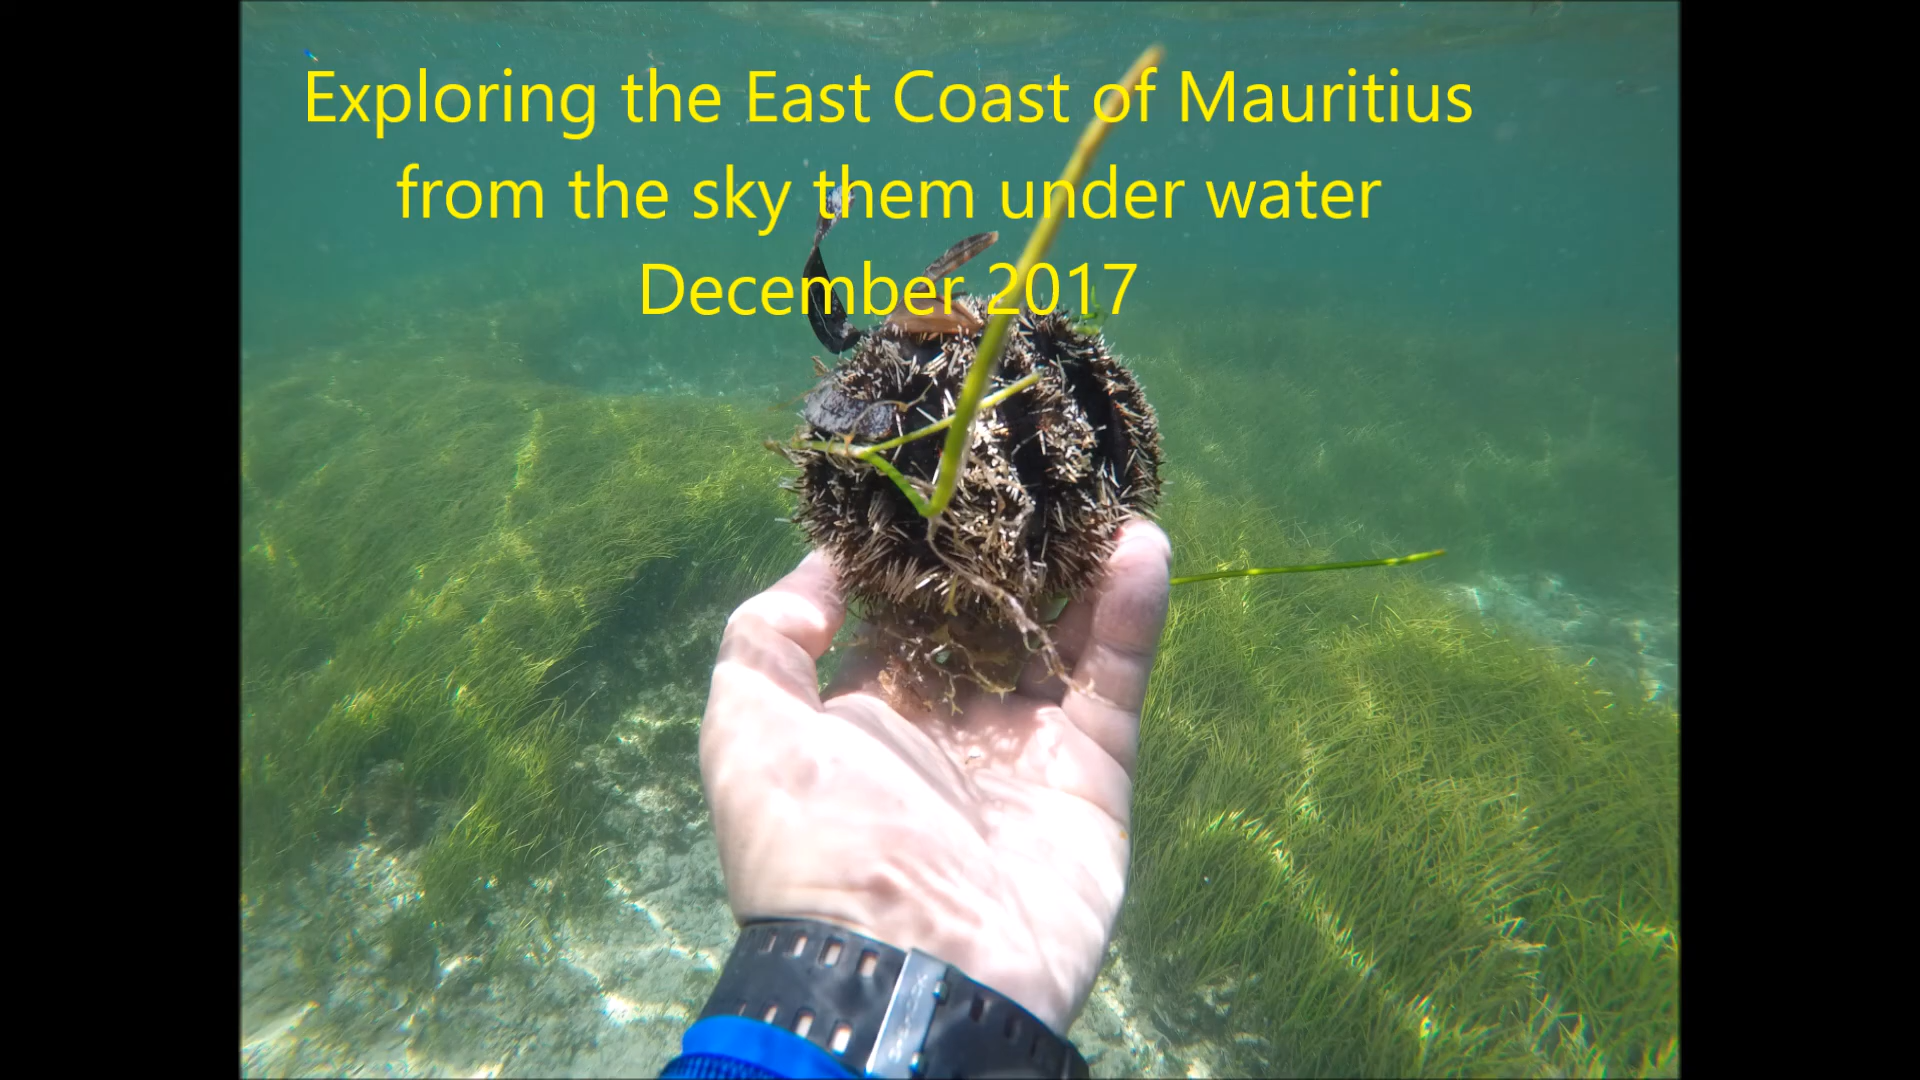 Exploring the East Coast of Mauritius
from the sky them under water
December 2017